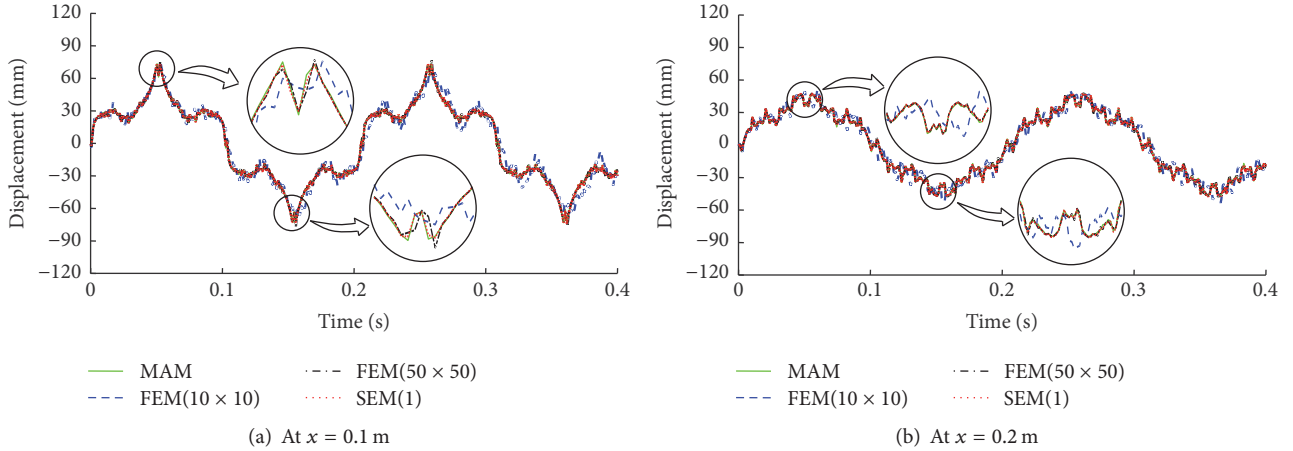 120
90
60
30
0
−30
−60
−90
−120
Displacement (mm)
0
0.1
0.2
0.3
0.4
Time (s)
MAM
FEM(10 × 10)
FEM(50 × 50)
SEM(1)
(a) At x = 0.1 m
120
90
60
30
0
−30
−60
−90
−120
Displacement (mm)
0
0.1
0.2
0.3
0.4
Time (s)
MAM
FEM(10 × 10)
FEM(50 × 50)
SEM(1)
(b) At x = 0.2 m